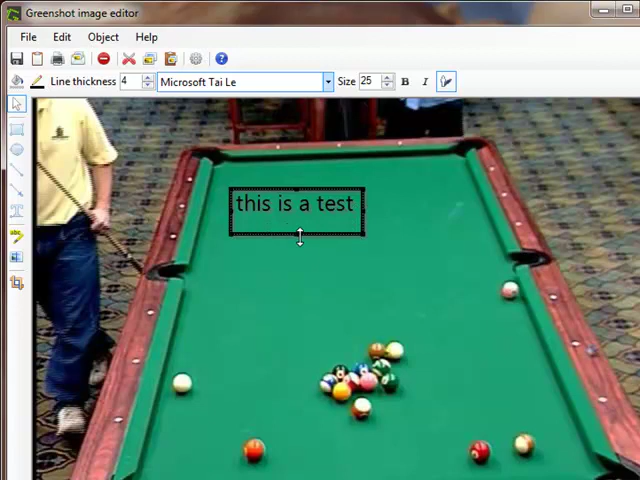 Greenshot image editor
File Edit Object Help
Line thickness 4 Microsoft Tai Le Size 25 B I
this is a test